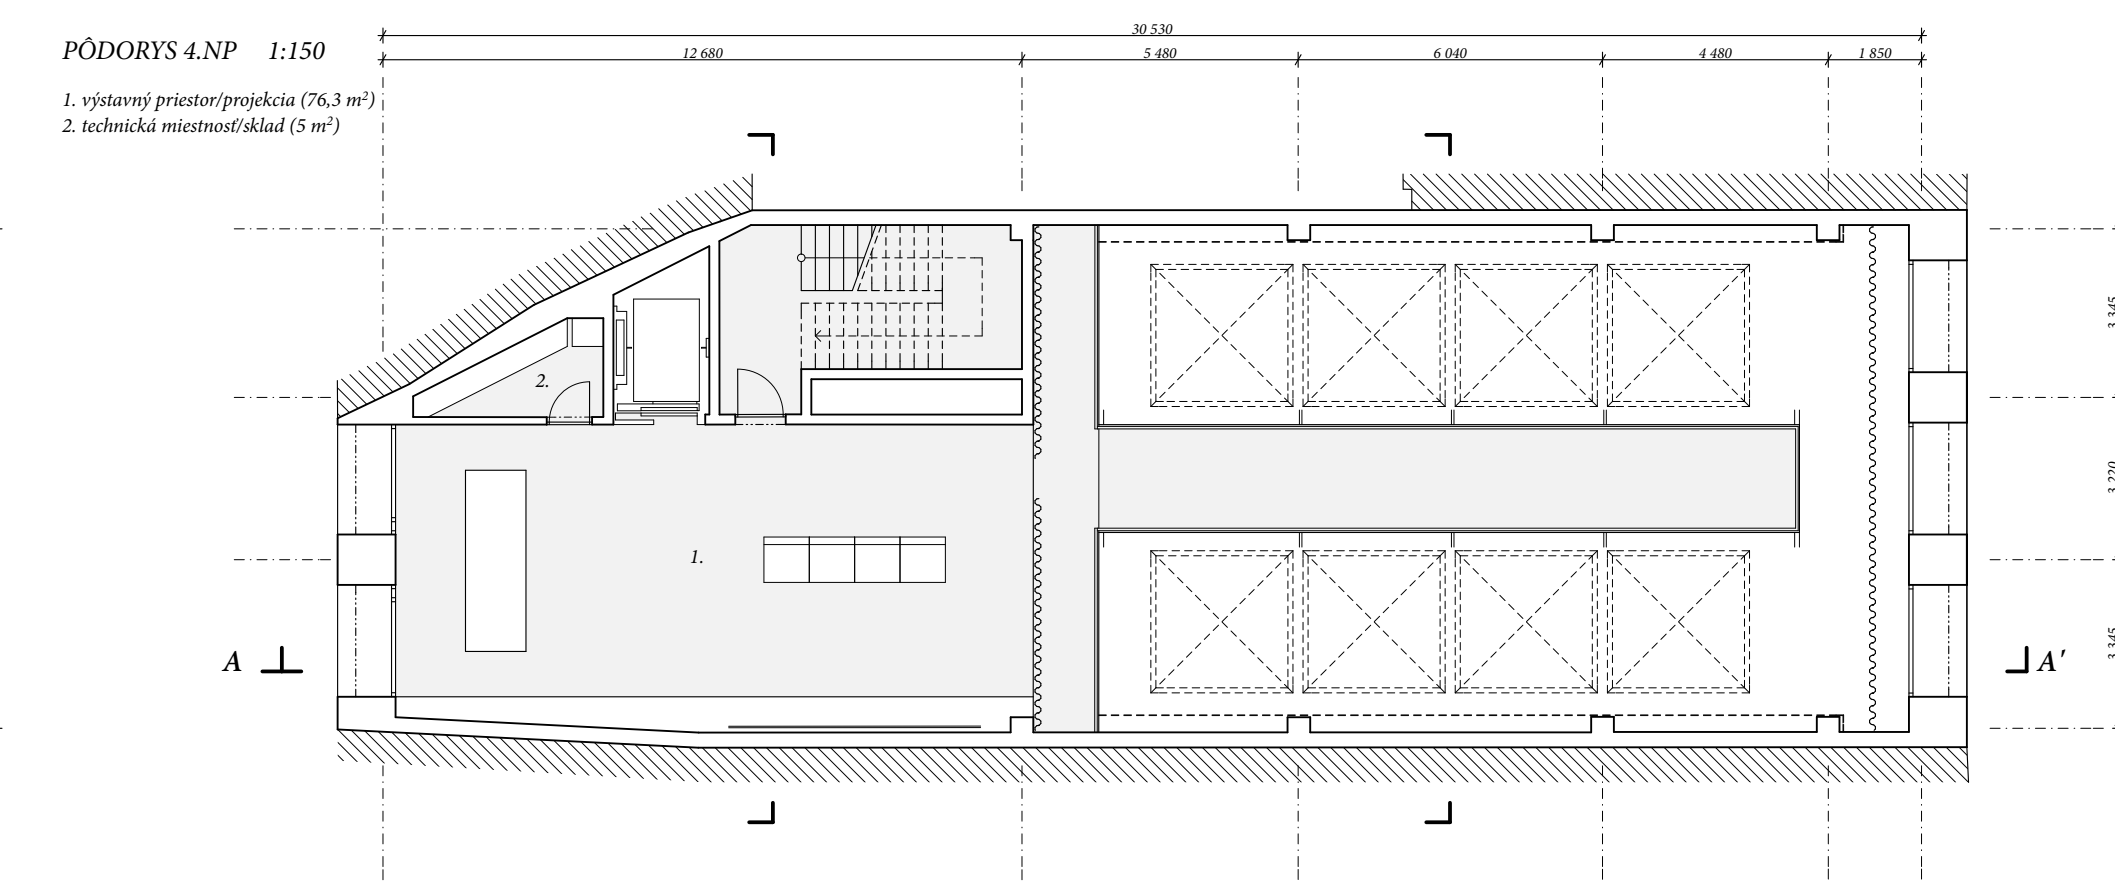 PÔDORYS 4.NP 1:150
30 530
12 680 5 480 6 040 4 480 1 850
1. výstavný priestor/projekcia (76,3 m²)
2. technická miestnosť/sklad (5 m²)
3 345
2.
3 220
1.
3 345
A A'